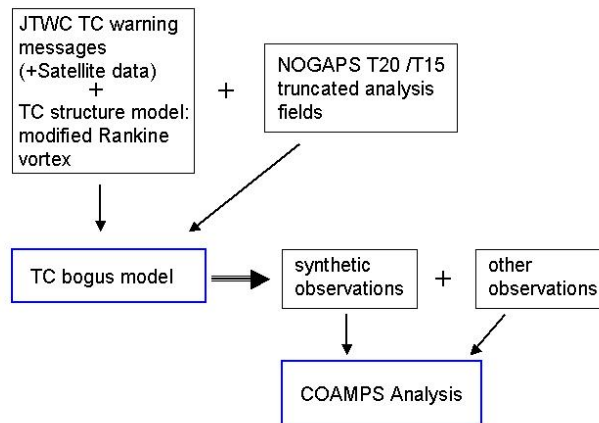 JTWC TC warning
messages
(+Satellite data)
+
TC structure model:
modified Rankine
vortex
+
NOGAPS T20 /T15
truncated analysis
fields
TC bogus model
synthetic
observations
+
other
observations
COAMPS Analysis